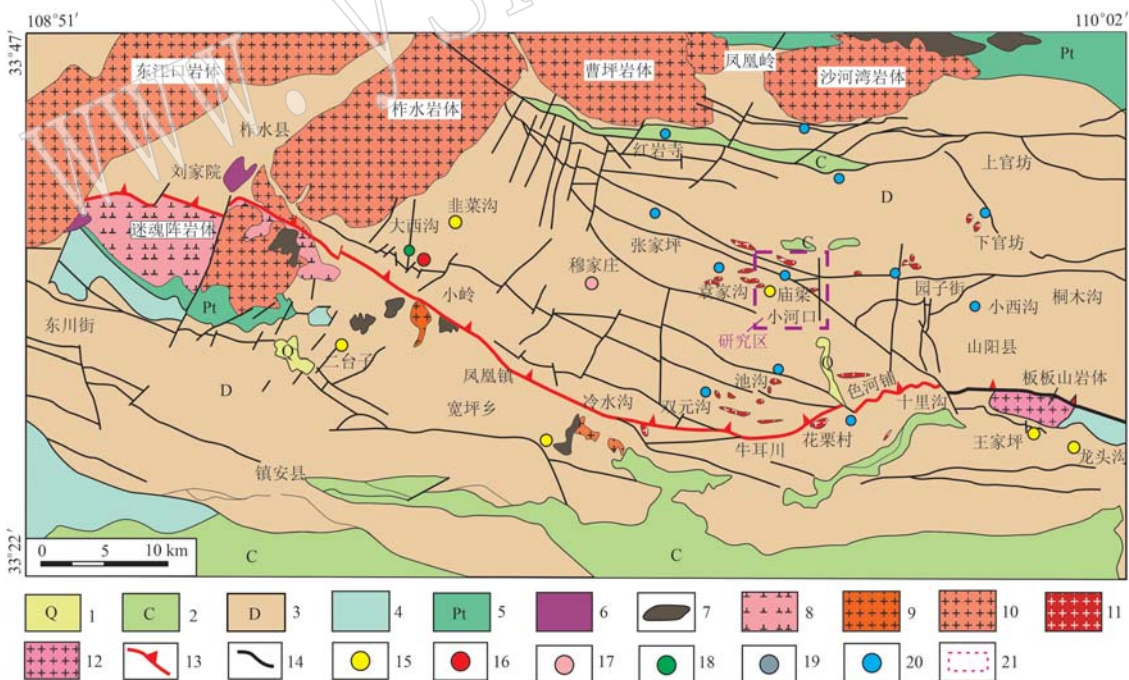 108°51′
110°02′
33°47′
东江口岩体
曹坪岩体
凤凰岭
沙河湾岩体
Pt
柞水岩体
柞水县
红岩寺
C
上官坊
刘家院
D
韭菜沟
大西沟
迷魂阵岩体
张家坪
C
下官坊
穆家庄
袁家沟
庙梁
园子街
小岭
小河口
小西沟
桐木沟
Pt
东川街
研究区
山阳县
Q
二台子
D
凤凰镇
池沟
Q
色河铺
板板山岩体
宽坪乡
冷水沟
双元沟
十里沟
花栗村
王家坪
牛耳川
龙头沟
镇安县
33°22′
0 5 10 km
C
C
Q 1 C 2 D 3 4 Pt 5 6 7 8 9 10 11
12 13 14 15 16 17 18 19 20 21